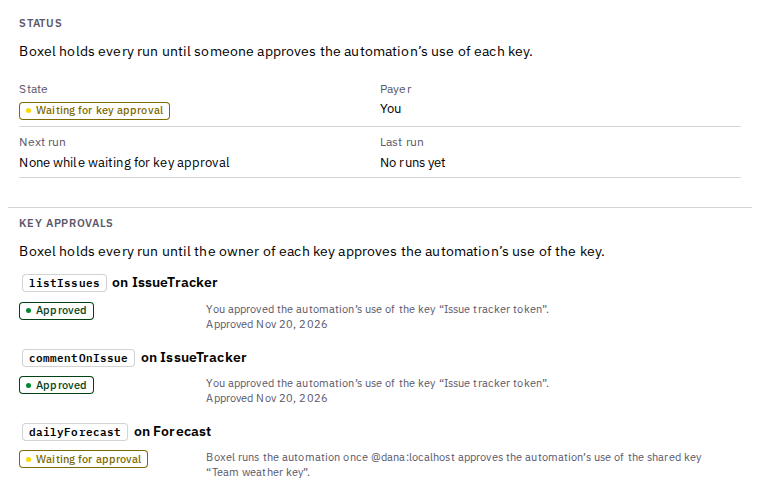 STATUS
Boxel holds every run until someone approves the automation's use of each key.
State
Payer
Waiting for key approval
You
Next run
Last run
None while waiting for key approval
No runs yet
KEY APPROVALS
Boxel holds every run until the owner of each key approves the automation's use of the key.
listIssues on IssueTracker
Approved
You approved the automation's use of the key “Issue tracker token”.
Approved Nov 20, 2026
commentOnIssue on IssueTracker
Approved
You approved the automation's use of the key “Issue tracker token”.
Approved Nov 20, 2026
dailyForecast on Forecast
Waiting for approval
Boxel runs the automation once @dana:localhost approves the automation's use of the shared key
“Team weather key”.